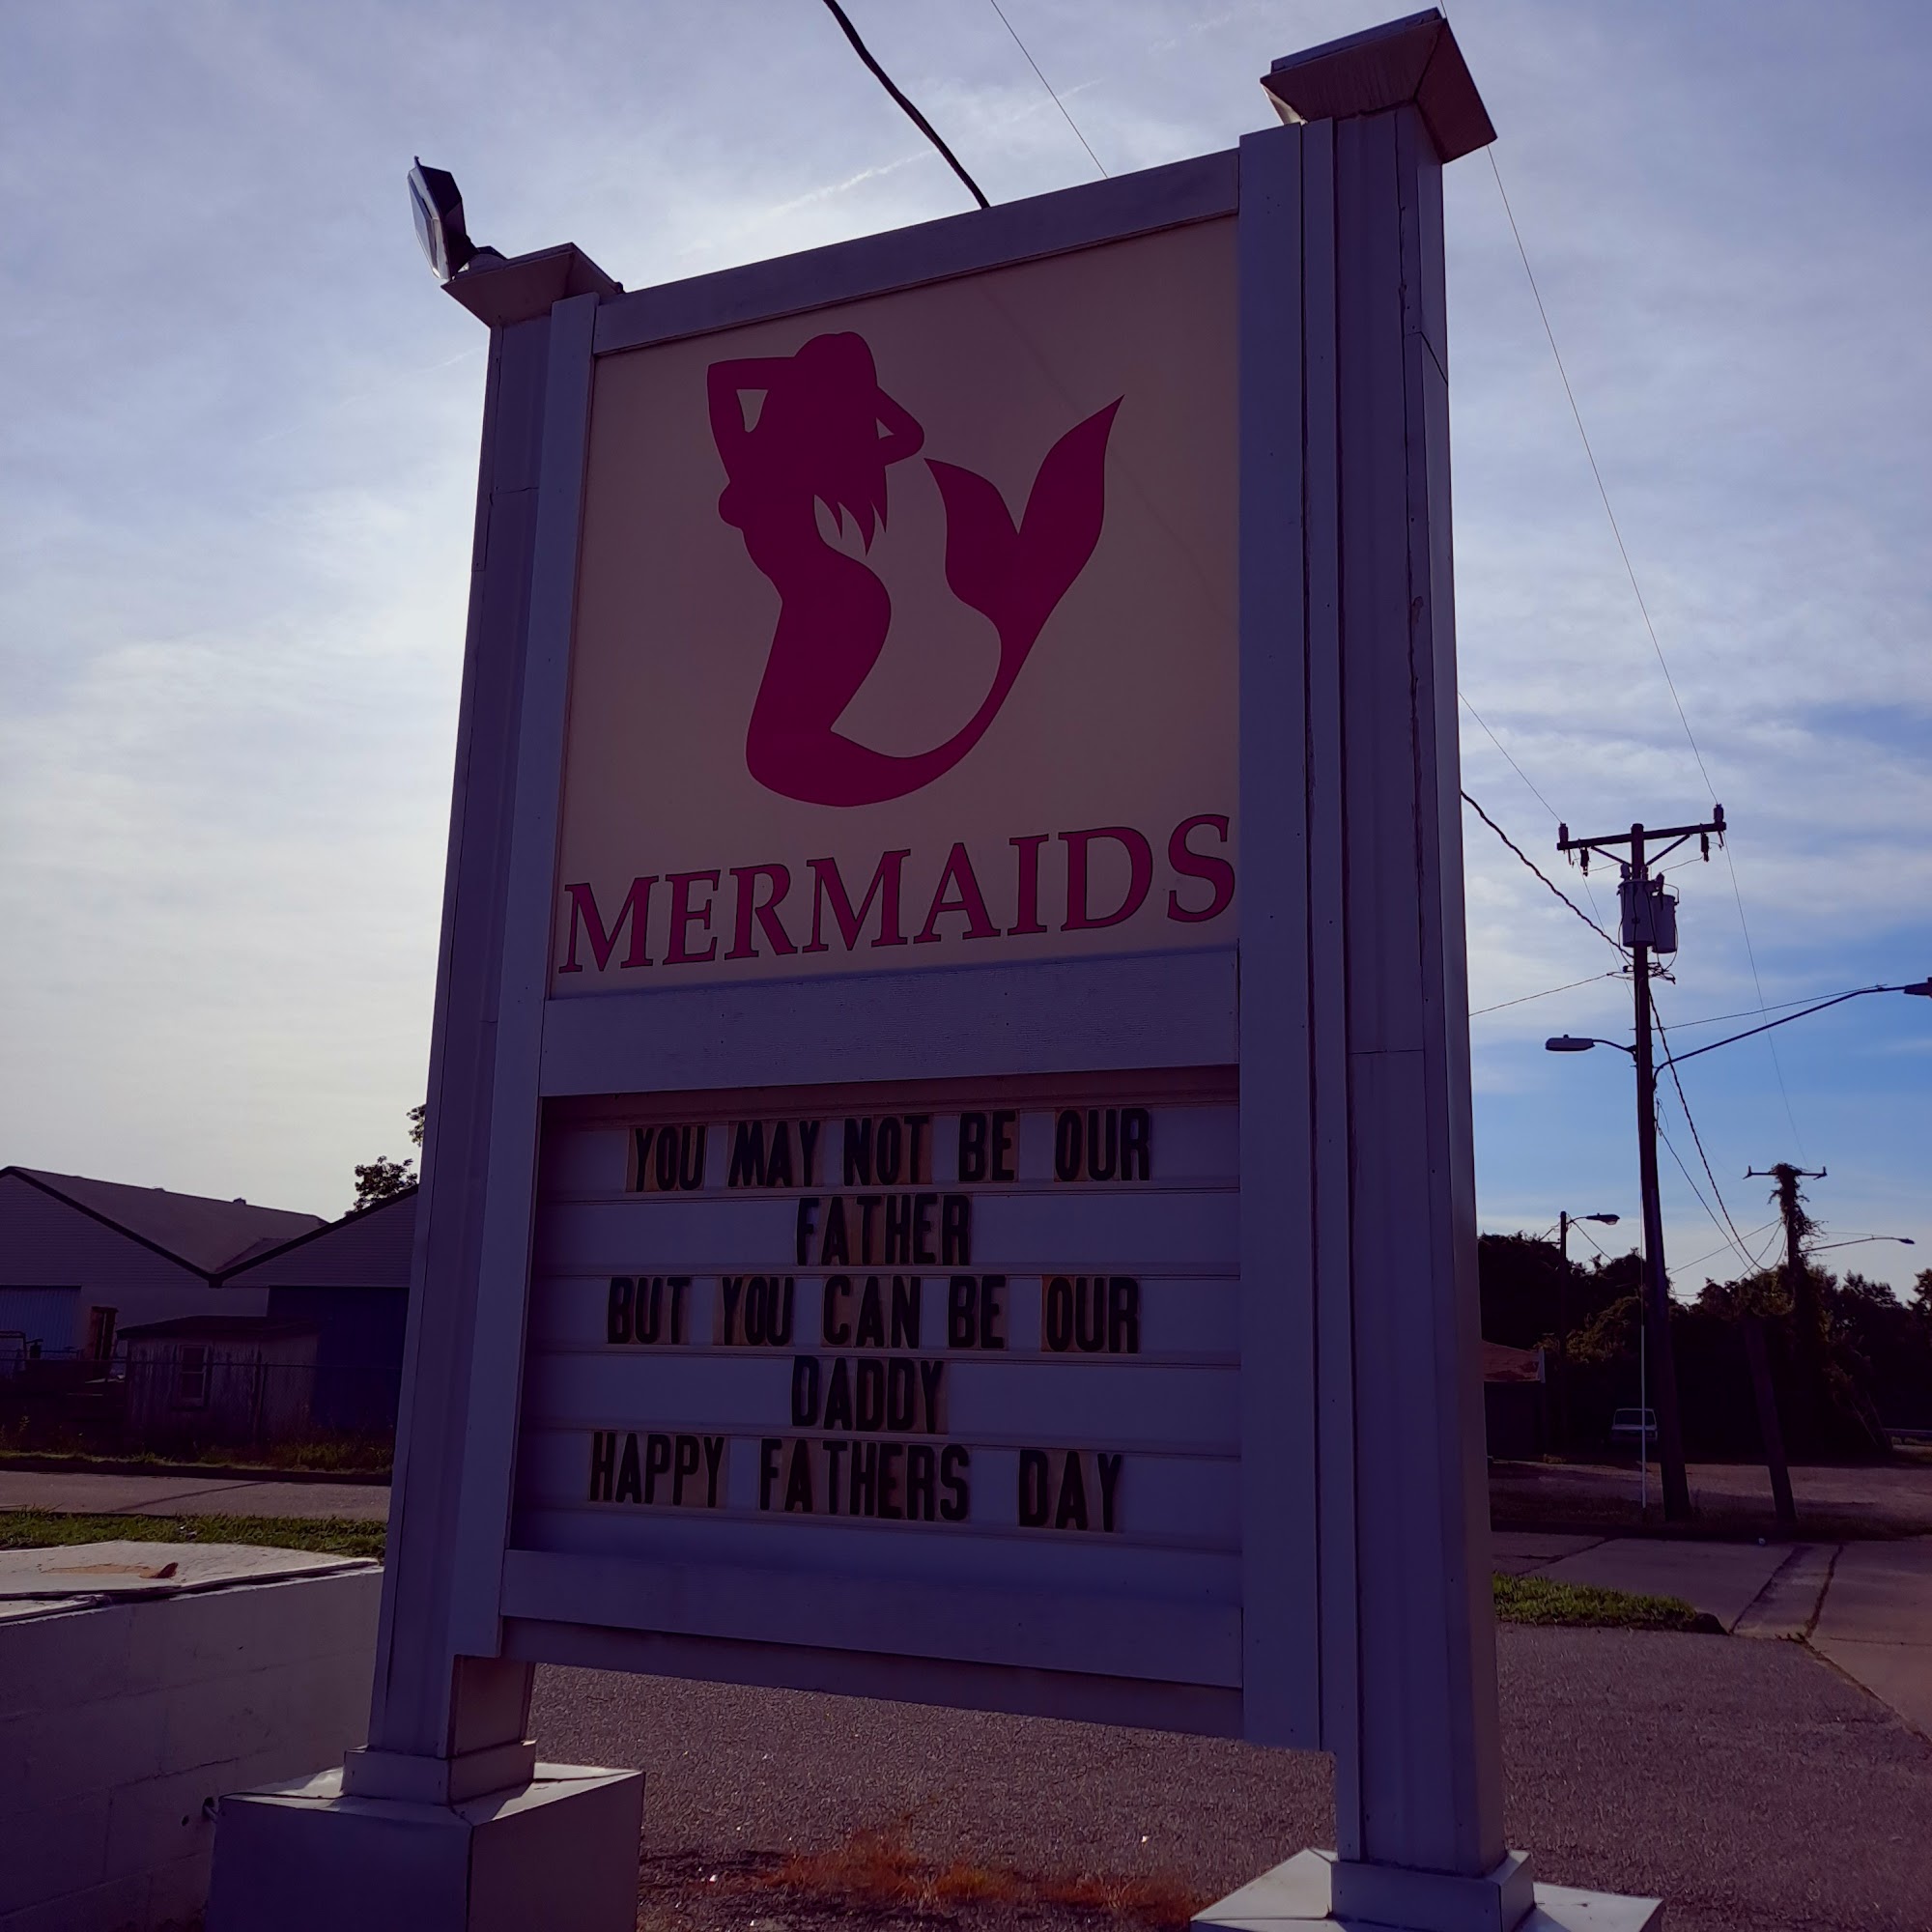 MERMAIDS
YOU MAY NOT BE OUR
FATHER
BUT YOU CAN BE OUR
DADDY
HAPPY FATHERS DAY